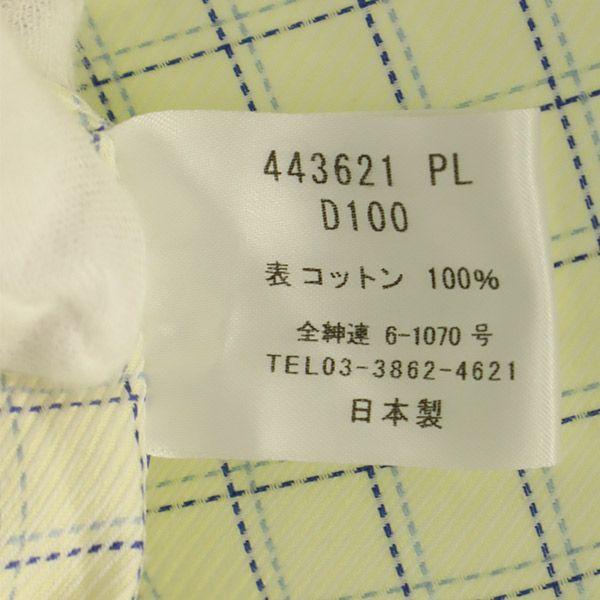 443621 PL
D100
表コットン 100%
全紳連 6-1070 号
TEL03-3862-4621
日本製